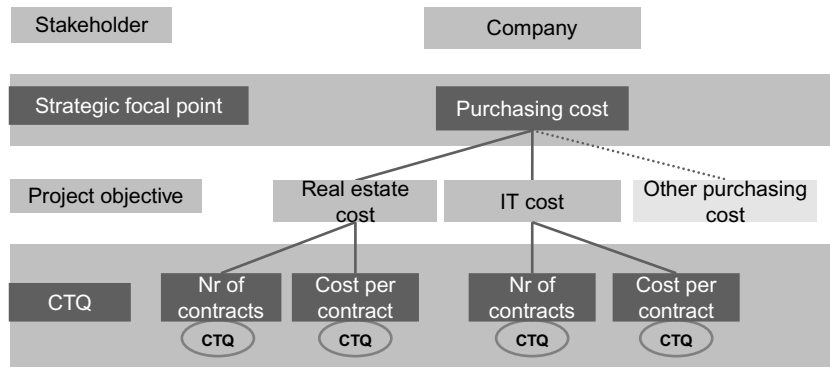 Stakeholder
Company
Strategic focal point
Purchasing cost
Project objective
Real estate
cost
IT cost
Other purchasing
cost
CTQ
Nr of
contracts
Cost per
contract
Nr of
contracts
Cost per
contract
CTQ
CTQ
CTQ
CTQ